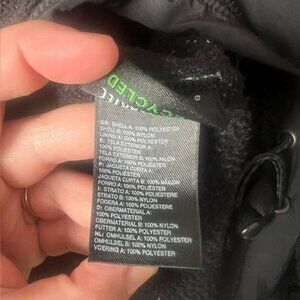 RECYCLED
GB: SHELL A: 100% POLYESTER
SHELL B: 100% NYLON
LINING A: 100% POLYESTER
E: TELA EXTERIOR A:
100% POLIÉSTER
TELA EXTERIOR B: 100% NAILON
FORRO A: 100% POLIÉSTER
P: JAQUETA CURTA A:
100% POLIÉSTER
JAQUETA CURTA B: 100% NÁILON
FORRO A: 100% POLIÉSTER
I: STRATO A: 100% POLIESTERE
STRATO B: 100% NYLON
FODERA A: 100% POLIESTERE
D: OBERMATERIAL A:
100% POLYESTER
OBERMATERIAL B: 100% NYLON
FUTTER A: 100% POLYESTER
NL: OMHULSEL A: 100% POLYESTER
OMHULSEL B: 100% NYLON
VOERING A: 100% POLYESTER